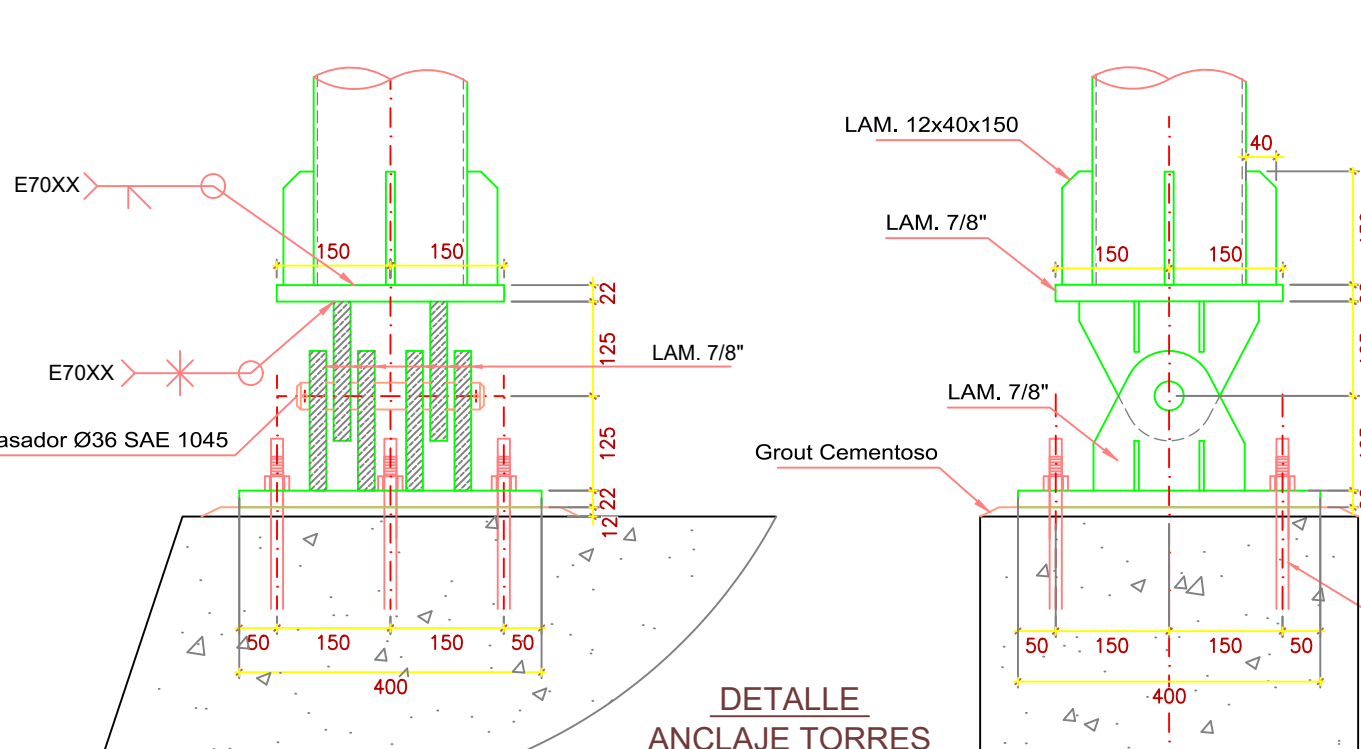 E70XX
150
150
22
125
LAM. 7/8"
E70XX
asador Ø36 SAE 1045
125
22
12
50
150
150
50
400
LAM. 12x40x150
40
LAM. 7/8"
150
150
LAM. 7/8"
Grout Cementoso
50
150
150
50
400
DETALLE
ANCLAJE TORRES